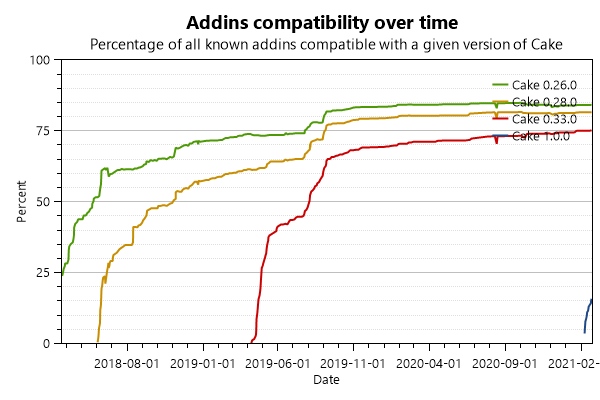 Addins compatibility over time
Percentage of all known addins compatible with a given version of Cake
100
75
50
25
0
Percent
Cake 0.26.0
Cake 0.28.0
Cake 0.33.0
Cake 1.0.0
2018-08-01
2019-01-01
2019-06-01
2019-11-01
2020-04-01
2020-09-01
2021-02-
Date